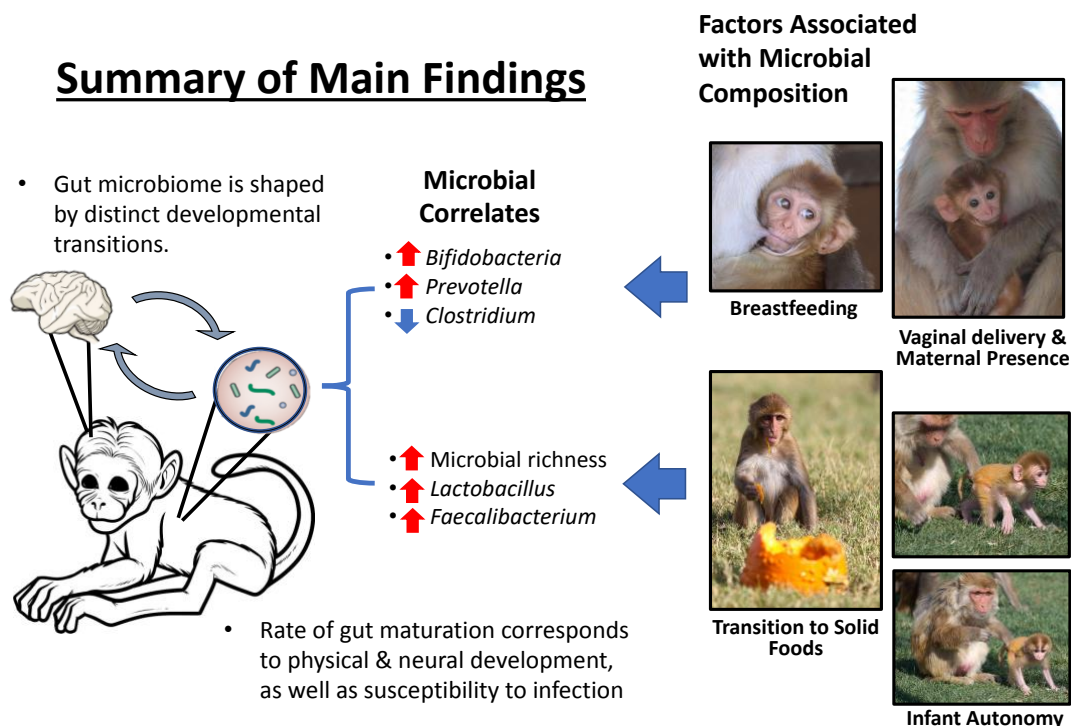 Summary of Main Findings
• Gut microbiome is shaped
by distinct developmental
transitions.
Microbial
Correlates
• Bifidobacteria
• Prevotella
• Clostridium
• Microbial richness
• Lactobacillus
• Faecalibacterium
• Rate of gut maturation corresponds
to physical & neural development,
as well as susceptibility to infection
Factors Associated
with Microbial
Composition
Breastfeeding
Vaginal delivery &
Maternal Presence
Transition to Solid
Foods
Infant Autonomy